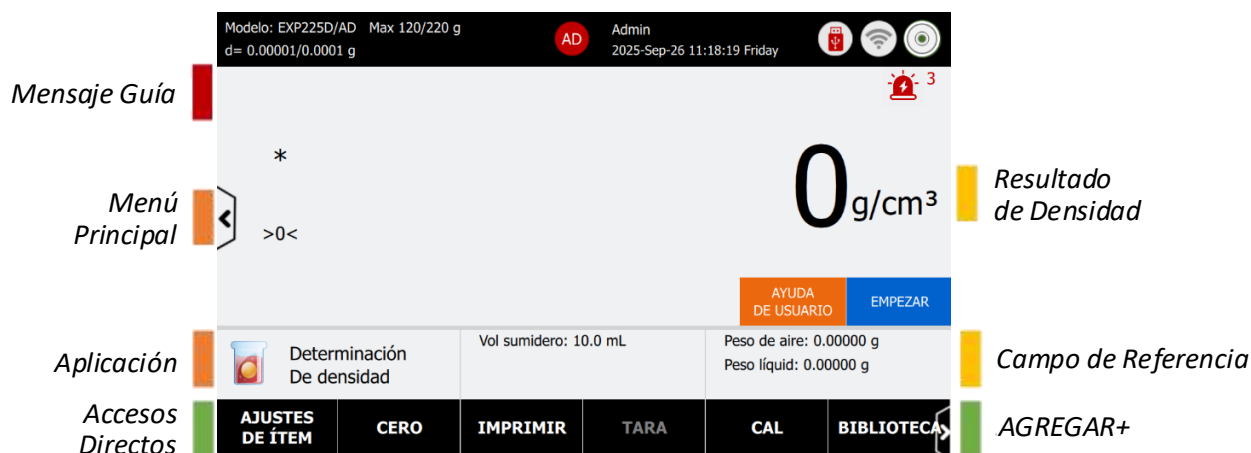 Modelo: EXP225D/AD Max 120/220 g
d= 0.00001/0.0001 g
AD
Admin
2025-Sep-26 11:18:19 Friday
Mensaje Guía
3
*
0 g/cm³
>0<
Menú
Principal
Resultado
de Densidad
AYUDA
DE USUARIO
EMPEZAR
Aplicación
Determinación
De densidad
Vol sumidero: 10.0 mL
Peso de aire: 0.00000 g
Peso líquid: 0.00000 g
Campo de Referencia
Accesos
Directos
AJUSTES
DE ÍTEM
CERO
IMPRIMIR
TARA
CAL
BIBLIOTECA
AGREGAR+